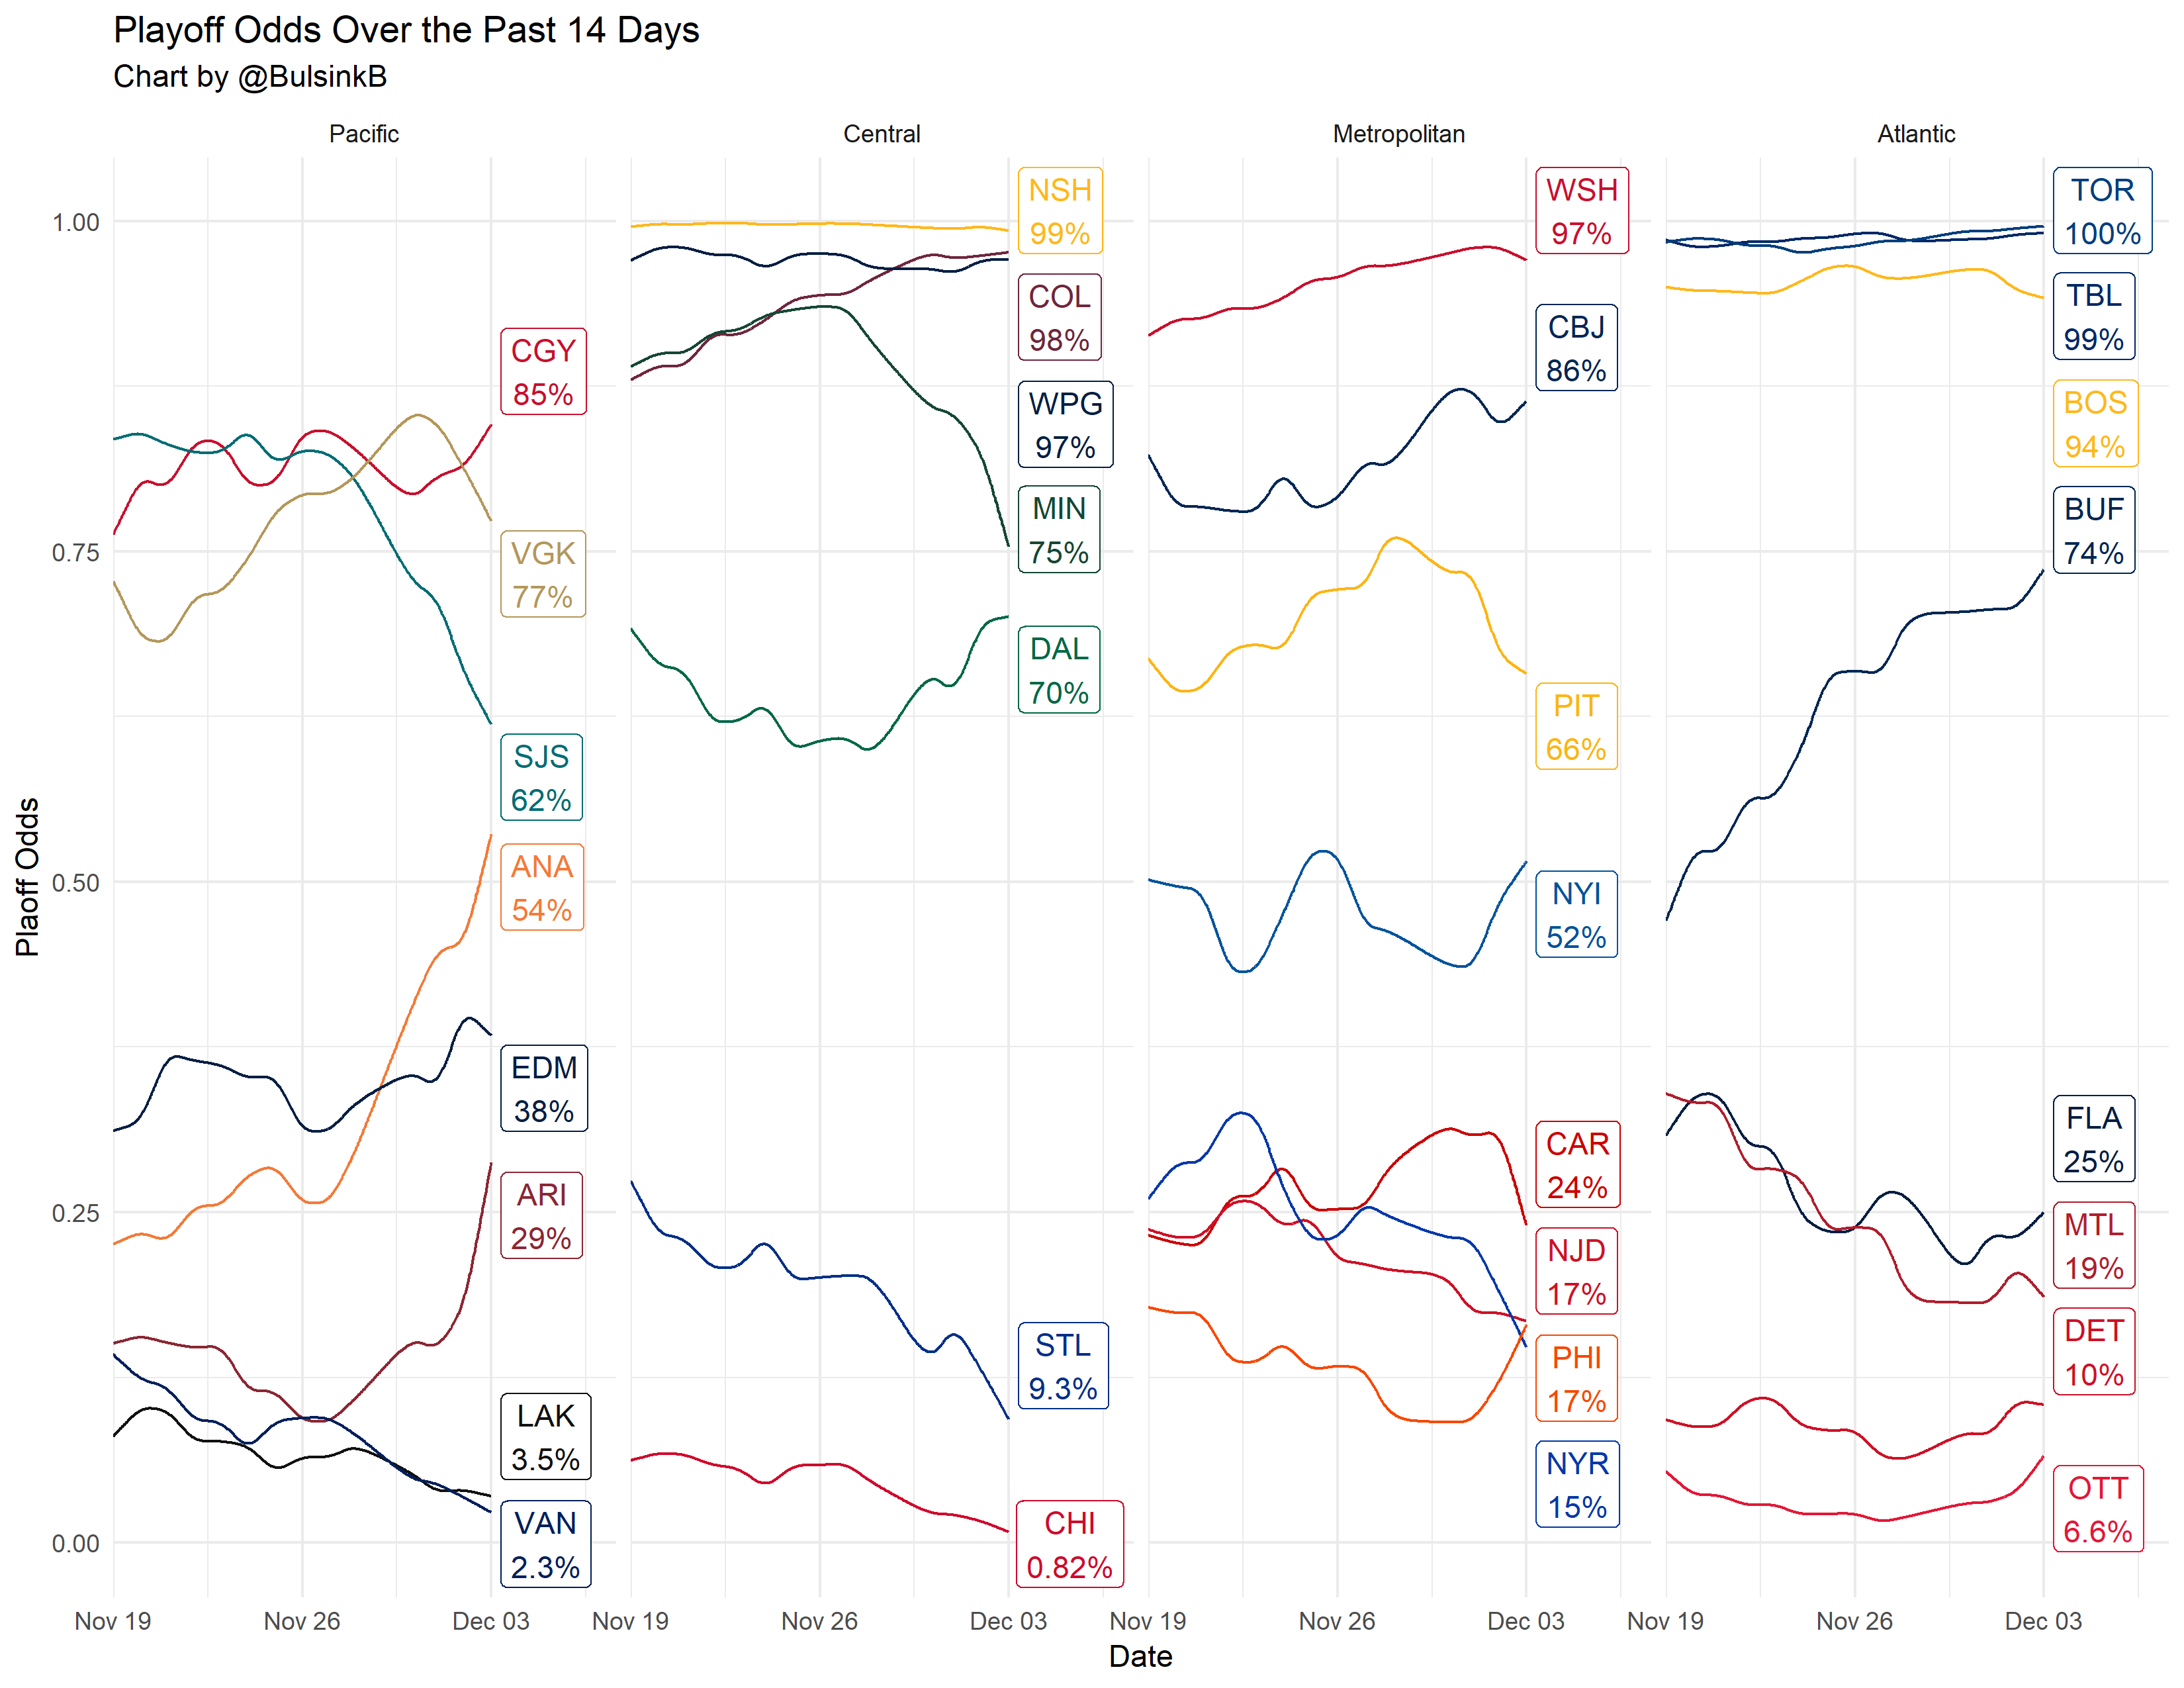 Playoff Odds Over the Past 14 Days
Chart by @BulsinkB
Pacific
Central
Metropolitan
Atlantic
Plaoff Odds
1.00
0.75
0.50
0.25
0.00
CGY
85%
VGK
77%
SJS
62%
ANA
54%
EDM
38%
ARI
29%
LAK
3.5%
VAN
2.3%
NSH
99%
COL
98%
WPG
97%
MIN
75%
DAL
70%
STL
9.3%
CHI
0.82%
WSH
97%
CBJ
86%
PIT
66%
NYI
52%
CAR
24%
NJD
17%
PHI
17%
NYR
15%
TOR
100%
TBL
99%
BOS
94%
BUF
74%
FLA
25%
MTL
19%
DET
10%
OTT
6.6%
Nov 19 Nov 26 Dec 03 Nov 19 Nov 26 Dec 03 Nov 19 Nov 26 Dec 03 Nov 19 Nov 26 Dec 03
Date